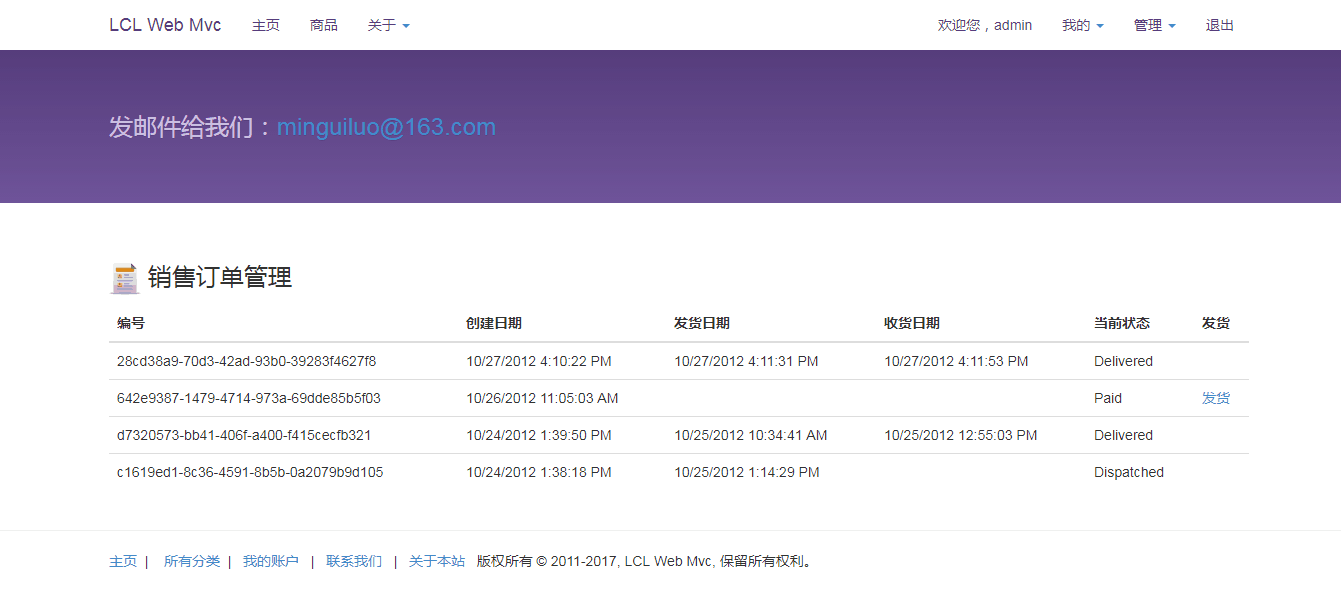 LCL Web Mvc 主页 商品 关于 欢迎您，admin 我的 管理 退出
发邮件给我们：minguiluo@163.com
销售订单管理
编号 创建日期 发货日期 收货日期 当前状态 发货
28cd38a9-70d3-42ad-93b0-39283f4627f8 10/27/2012 4:10:22 PM 10/27/2012 4:11:31 PM 10/27/2012 4:11:53 PM Delivered
642e9387-1479-4714-973a-69dde85b5f03 10/26/2012 11:05:03 AM Paid 发货
d7320573-bb41-406f-a400-f415cecfb321 10/24/2012 1:39:50 PM 10/25/2012 10:34:41 AM 10/25/2012 12:55:03 PM Delivered
c1619ed1-8c36-4591-8b5b-0a2079b9d105 10/24/2012 1:38:18 PM 10/25/2012 1:14:29 PM Dispatched
主页 | 所有分类 | 我的账户 | 联系我们 | 关于本站 版权所有 © 2011-2017, LCL Web Mvc, 保留所有权利。